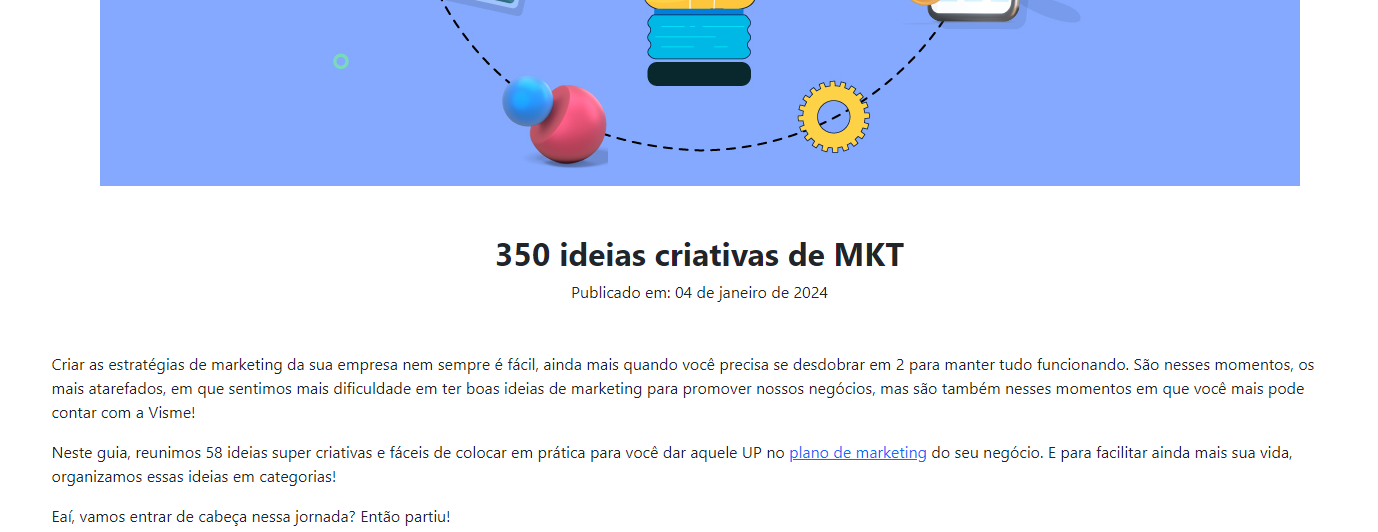 350 ideias criativas de MKT
Publicado em: 04 de janeiro de 2024
Criar as estratégias de marketing da sua empresa nem sempre é fácil, ainda mais quando você precisa se desdobrar em 2 para manter tudo funcionando. São nesses momentos, os
mais atarefados, em que sentimos mais dificuldade em ter boas ideias de marketing para promover nossos negócios, mas são também nesses momentos em que você mais pode
contar com a Visme!
Neste guia, reunimos 58 ideias super criativas e fáceis de colocar em prática para você dar aquele UP no plano de marketing do seu negócio. E para facilitar ainda mais sua vida,
organizamos essas ideias em categorias!
Eaí, vamos entrar de cabeça nessa jornada? Então partiu!